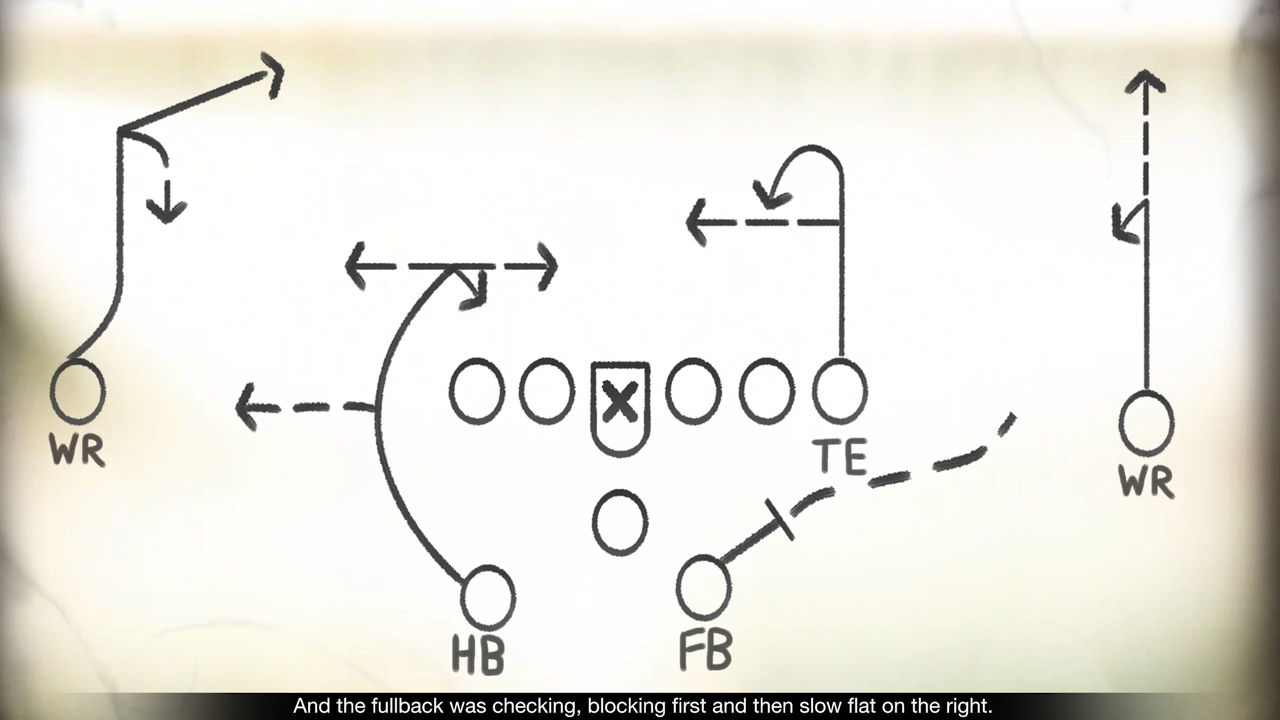 WR
X
TE
WR
HB
FB
And the fullback was checking, blocking first and then slow flat on the right.